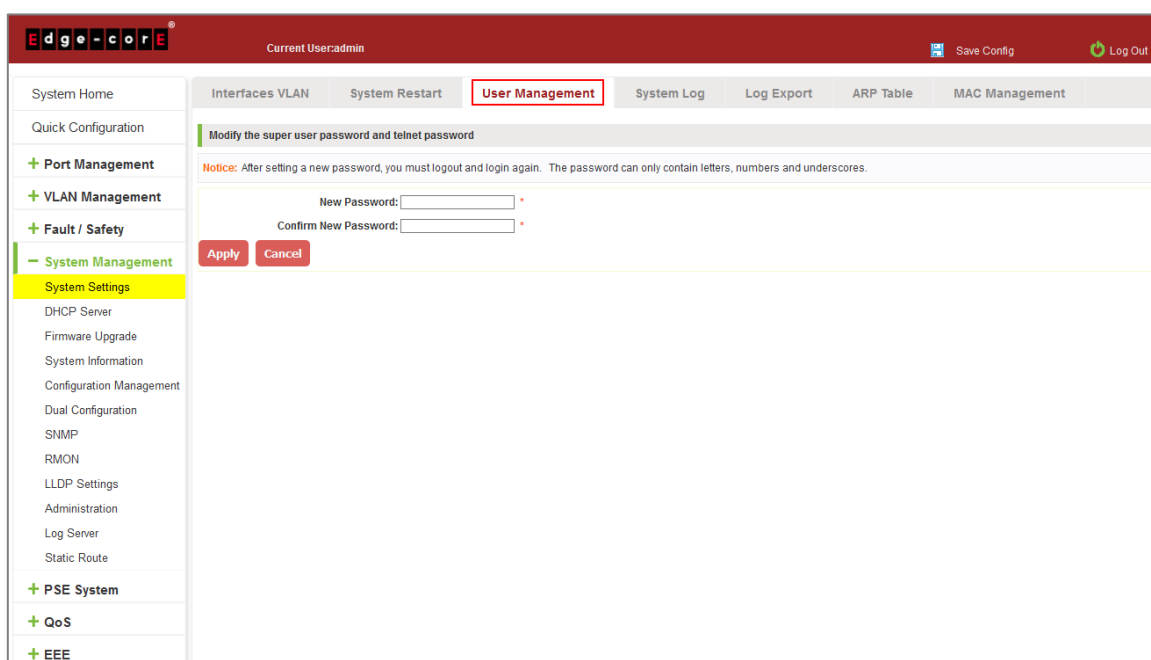 Edge-corE®
Current User:admin
Save Config
Log Out
System Home
Quick Configuration
+ Port Management
+ VLAN Management
+ Fault / Safety
− System Management
System Settings
DHCP Server
Firmware Upgrade
System Information
Configuration Management
Dual Configuration
SNMP
RMON
LLDP Settings
Administration
Log Server
Static Route
+ PSE System
+ QoS
+ EEE
Interfaces VLAN System Restart User Management System Log Log Export ARP Table MAC Management
Modify the super user password and telnet password
Notice: After setting a new password, you must logout and login again. The password can only contain letters, numbers and underscores.
New Password: *
Confirm New Password: *
Apply Cancel